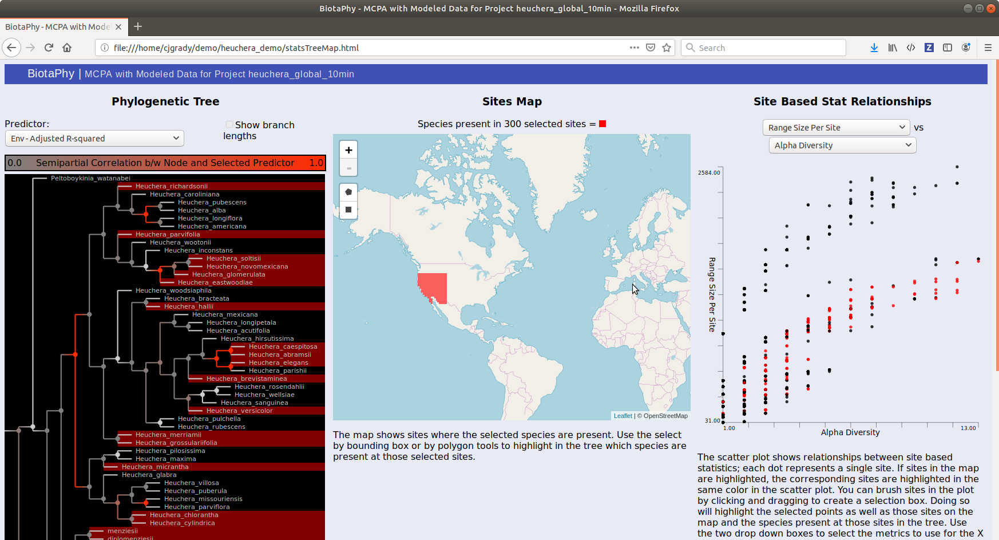 BiotaPhy - MCPA with Modeled Data for Project heuchera_global_10min - Mozilla Firefox
BiotaPhy - MCPA with Mode
file:///home/cjgrady/demo/heuchera_demo/statsTreeMap.html
Search
BiotaPhy | MCPA with Modeled Data for Project heuchera_global_10min
Phylogenetic Tree
Predictor:
Show branch
lengths
Env - Adjusted R-squared
0.0 Semipartial Correlation b/w Node and Selected Predictor 1.0
Peltoboykinia_watanabei
Heuchera_richardsonii
Heuchera_caroliniana
Heuchera_pubescens
Heuchera_alba
Heuchera_longiflora
Heuchera_americana
Heuchera_parvifolia
Heuchera_wootonii
Heuchera_inconstans
Heuchera_soltisii
Heuchera_novomexicana
Heuchera_glomerulata
Heuchera_eastwoodiae
Heuchera_woodsiaphila
Heuchera_bracteata
Heuchera_hallii
Heuchera_mexicana
Heuchera_longipetala
Heuchera_acutifolia
Heuchera_hirsutissima
Heuchera_caespitosa
Heuchera_abramsii
Heuchera_elegans
Heuchera_parishii
Heuchera_brevistaminea
Heuchera_rosendahlii
Heuchera_wellsiae
Heuchera_sanguinea
Heuchera_versicolor
Heuchera_pulchella
Heuchera_rubescens
Heuchera_merriamii
Heuchera_grossulariifolia
Heuchera_pilosissima
Heuchera_maxima
Heuchera_micrantha
Heuchera_glabra
Heuchera_villosa
Heuchera_puberula
Heuchera_missouriensis
Heuchera_parviflora
Heuchera_chlorantha
Heuchera_cylindrica
menziesii
diplomenziesii
Sites Map
Species present in 300 selected sites =
+
-
Leaflet | © OpenStreetMap
The map shows sites where the selected species are present. Use the select
by bounding box or by polygon tools to highlight in the tree which species are
present at those selected sites.
Site Based Stat Relationships
Range Size Per Site vs
Alpha Diversity
2584.00
Range Size Per Site
31.00
1.00
13.00
Alpha Diversity
The scatter plot shows relationships between site based
statistics; each dot represents a single site. If sites in the map
are highlighted, the corresponding sites are highlighted in the
same color in the scatter plot. You can brush sites in the plot
by clicking and dragging to create a selection box. Doing so
will highlight the selected points as well as those sites on the
map and the species present at those sites in the tree. Use
the two drop down boxes to select the metrics to use for the X